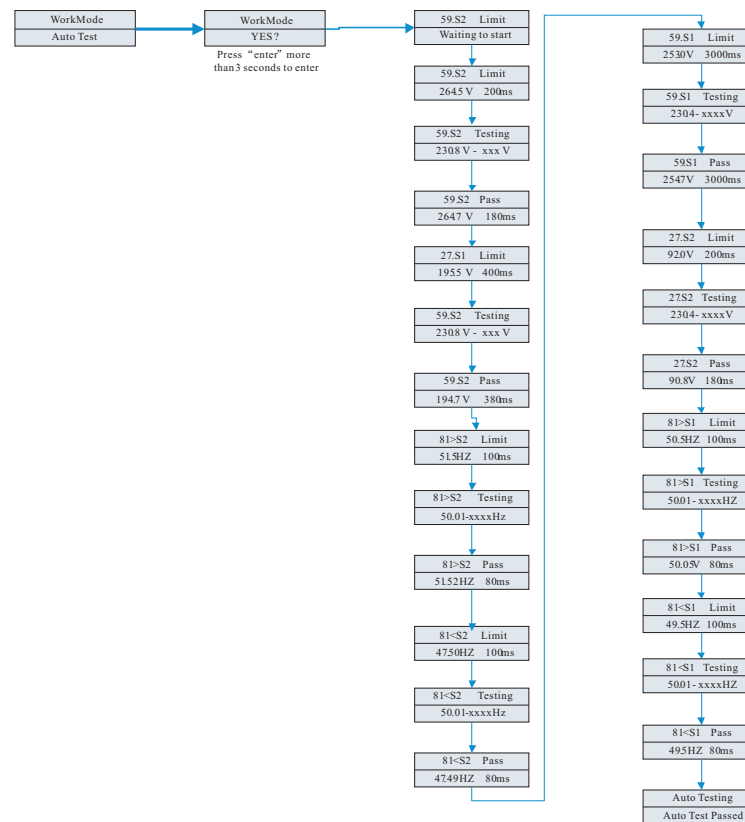 WorkMode
Auto Test
WorkMode
YES?
Press “enter” more
than3 seconds to enter
59.S2 Limit
Waiting to start
59.S2 Limit
264.5 V 200ms
59.S2 Testing
230.8 V - xxx V
59.S2 Pass
264.7 V 180ms
27.S1 Limit
195.5 V 400ms
59.S2 Testing
230.8 V - xxx V
59.S2 Pass
194.7 V 380ms
81>S2 Limit
51.5HZ 100ms
81>S2 Testing
50.01-xxxxHz
81>S2 Pass
51.52HZ 80ms
81<S2 Limit
47.50HZ 100ms
81<S2 Testing
50.01-xxxxHz
81<S2 Pass
47.49HZ 80ms
59.S1 Limit
253.0V 3000ms
59.S1 Testing
230.4- xxxxV
59.S1 Pass
254.7V 3000ms
27.S2 Limit
92.0V 200ms
27.S2 Testing
230.4- xxxxV
27.S2 Pass
90.8V 180ms
81>S1 Limit
50.5HZ 100ms
81>S1 Testing
50.01- xxxxHZ
81>S1 Pass
50.05V 80ms
81<S1 Limit
49.5HZ 100ms
81<S1 Testing
50.01- xxxxHZ
81<S1 Pass
49.5HZ 80ms
Auto Testing
Auto Test Passed